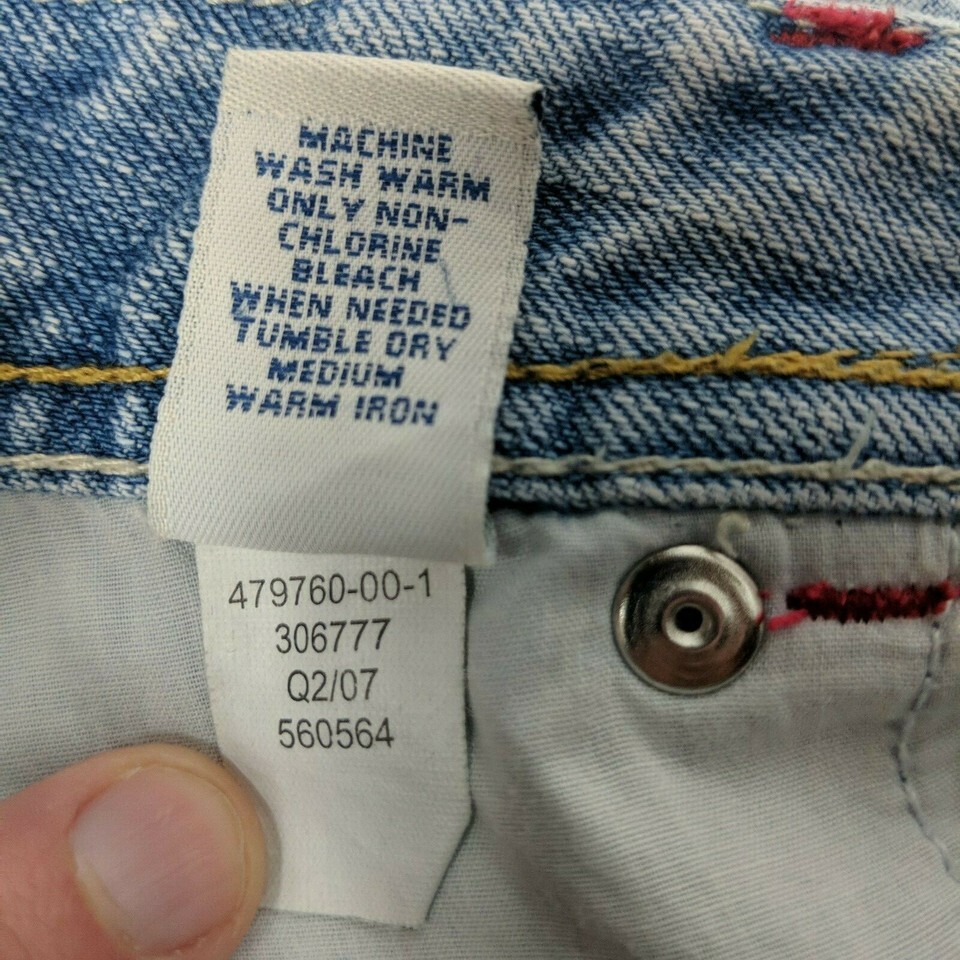 MACHINE
WASH WARM
ONLY NON-
CHLORINE
BLEACH
WHEN NEEDED
TUMBLE DRY
MEDIUM
WARM IRON
479760-00-1
306777
Q2/07
560564